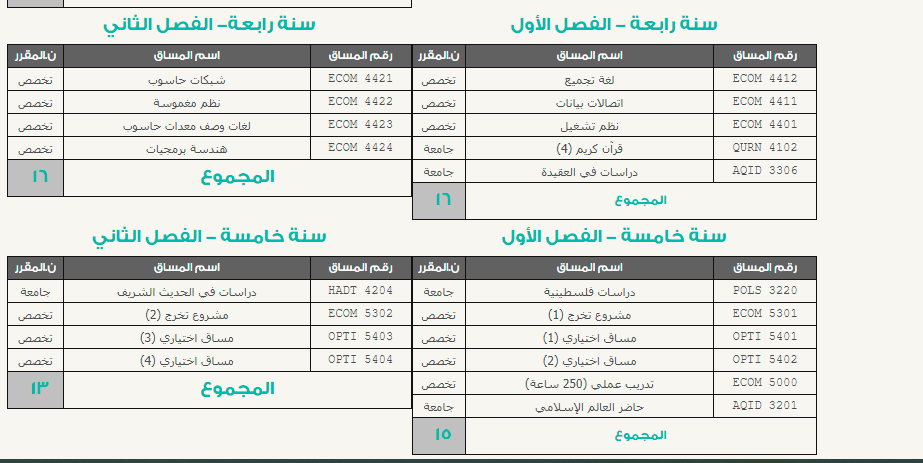 سنة رابعة – الفصل الأول
رقم المساق اسم المساق ن.المقرر
ECOM 4412 لغة تجميع تخصص
ECOM 4411 اتصالات بيانات تخصص
ECOM 4401 نظم تشغيل تخصص
QURN 4102 قرآن كريم (4) جامعة
AQID 3306 دراسات في العقيدة جامعة
المجموع ١٦
سنة رابعة– الفصل الثاني
رقم المساق اسم المساق ن.المقرر
ECOM 4421 شبكات حاسوب تخصص
ECOM 4422 نظم مغموسة تخصص
ECOM 4423 لغات وصف معدات حاسوب تخصص
ECOM 4424 هندسة برمجيات تخصص
المجموع ١٦
سنة خامسة – الفصل الأول
رقم المساق اسم المساق ن.المقرر
POLS 3220 دراسات فلسطينية جامعة
ECOM 5301 مشروع تخرج (1) تخصص
OPTI 5401 مساق اختياري (1) تخصص
OPTI 5402 مساق اختياري (2) تخصص
ECOM 5000 تدريب عملي (250 ساعة) تخصص
AQID 3201 حاضر العالم الإسلامي جامعة
المجموع ١٥
سنة خامسة – الفصل الثاني
رقم المساق اسم المساق ن.المقرر
HADT 4204 دراسات في الحديث الشريف جامعة
ECOM 5302 مشروع تخرج (2) تخصص
OPTI 5403 مساق اختياري (3) تخصص
OPTI 5404 مساق اختياري (4) تخصص
المجموع ١٣